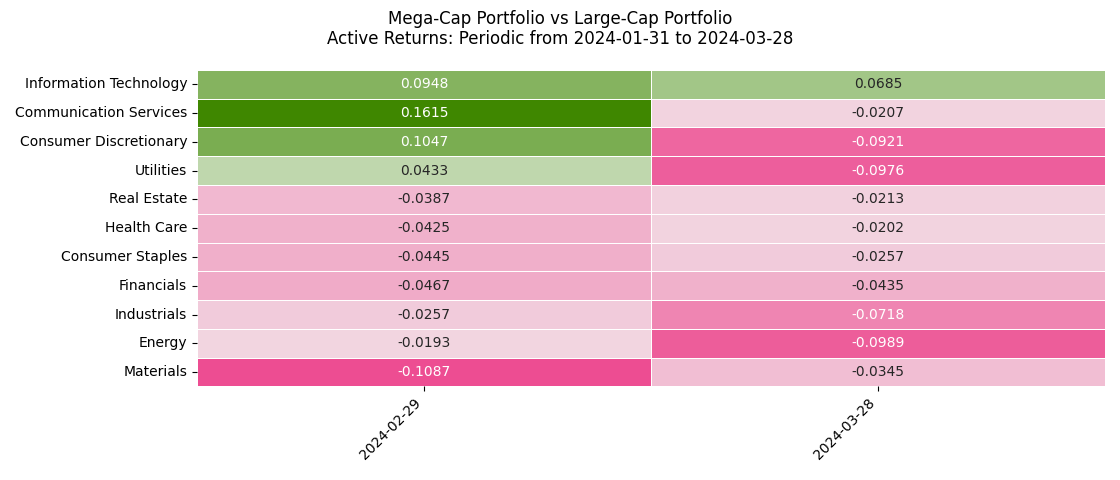 Mega-Cap Portfolio vs Large-Cap Portfolio
Active Returns: Periodic from 2024-01-31 to 2024-03-28
Information Technology 0.0948 0.0685
Communication Services 0.1615 -0.0207
Consumer Discretionary 0.1047 -0.0921
Utilities 0.0433 -0.0976
Real Estate -0.0387 -0.0213
Health Care -0.0425 -0.0202
Consumer Staples -0.0445 -0.0257
Financials -0.0467 -0.0435
Industrials -0.0257 -0.0718
Energy -0.0193 -0.0989
Materials -0.1087 -0.0345
2024-02-29 2024-03-28